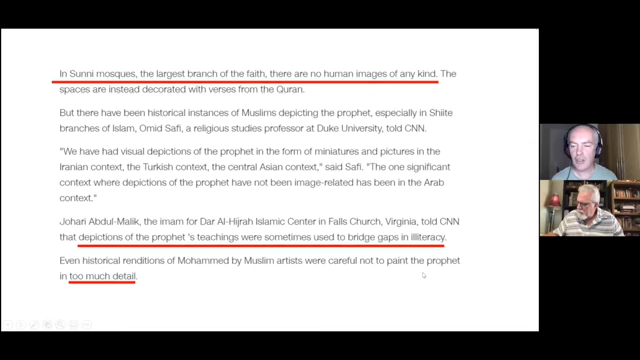 In Sunni mosques, the largest branch of the faith, there are no human images of any kind. The
spaces are instead decorated with verses from the Quran.
But there have been historical instances of Muslims depicting the prophet, especially in Shiite
branches of Islam, Omid Safi, a religious studies professor at Duke University, told CNN.
"We have had visual depictions of the prophet in the form of miniatures and pictures in the
Iranian context, the Turkish context, the central Asian context," said Safi. "The one significant
context where depictions of the prophet have not been image-related has been in the Arab
context."
Johari Abdul-Malik, the imam for Dar Al-Hijrah Islamic Center in Falls Church, Virginia, told CNN
that depictions of the prophet's teachings were sometimes used to bridge gaps in illiteracy.
Even historical renditions of Mohammed by Muslim artists were careful not to paint the prophet
in too much detail.